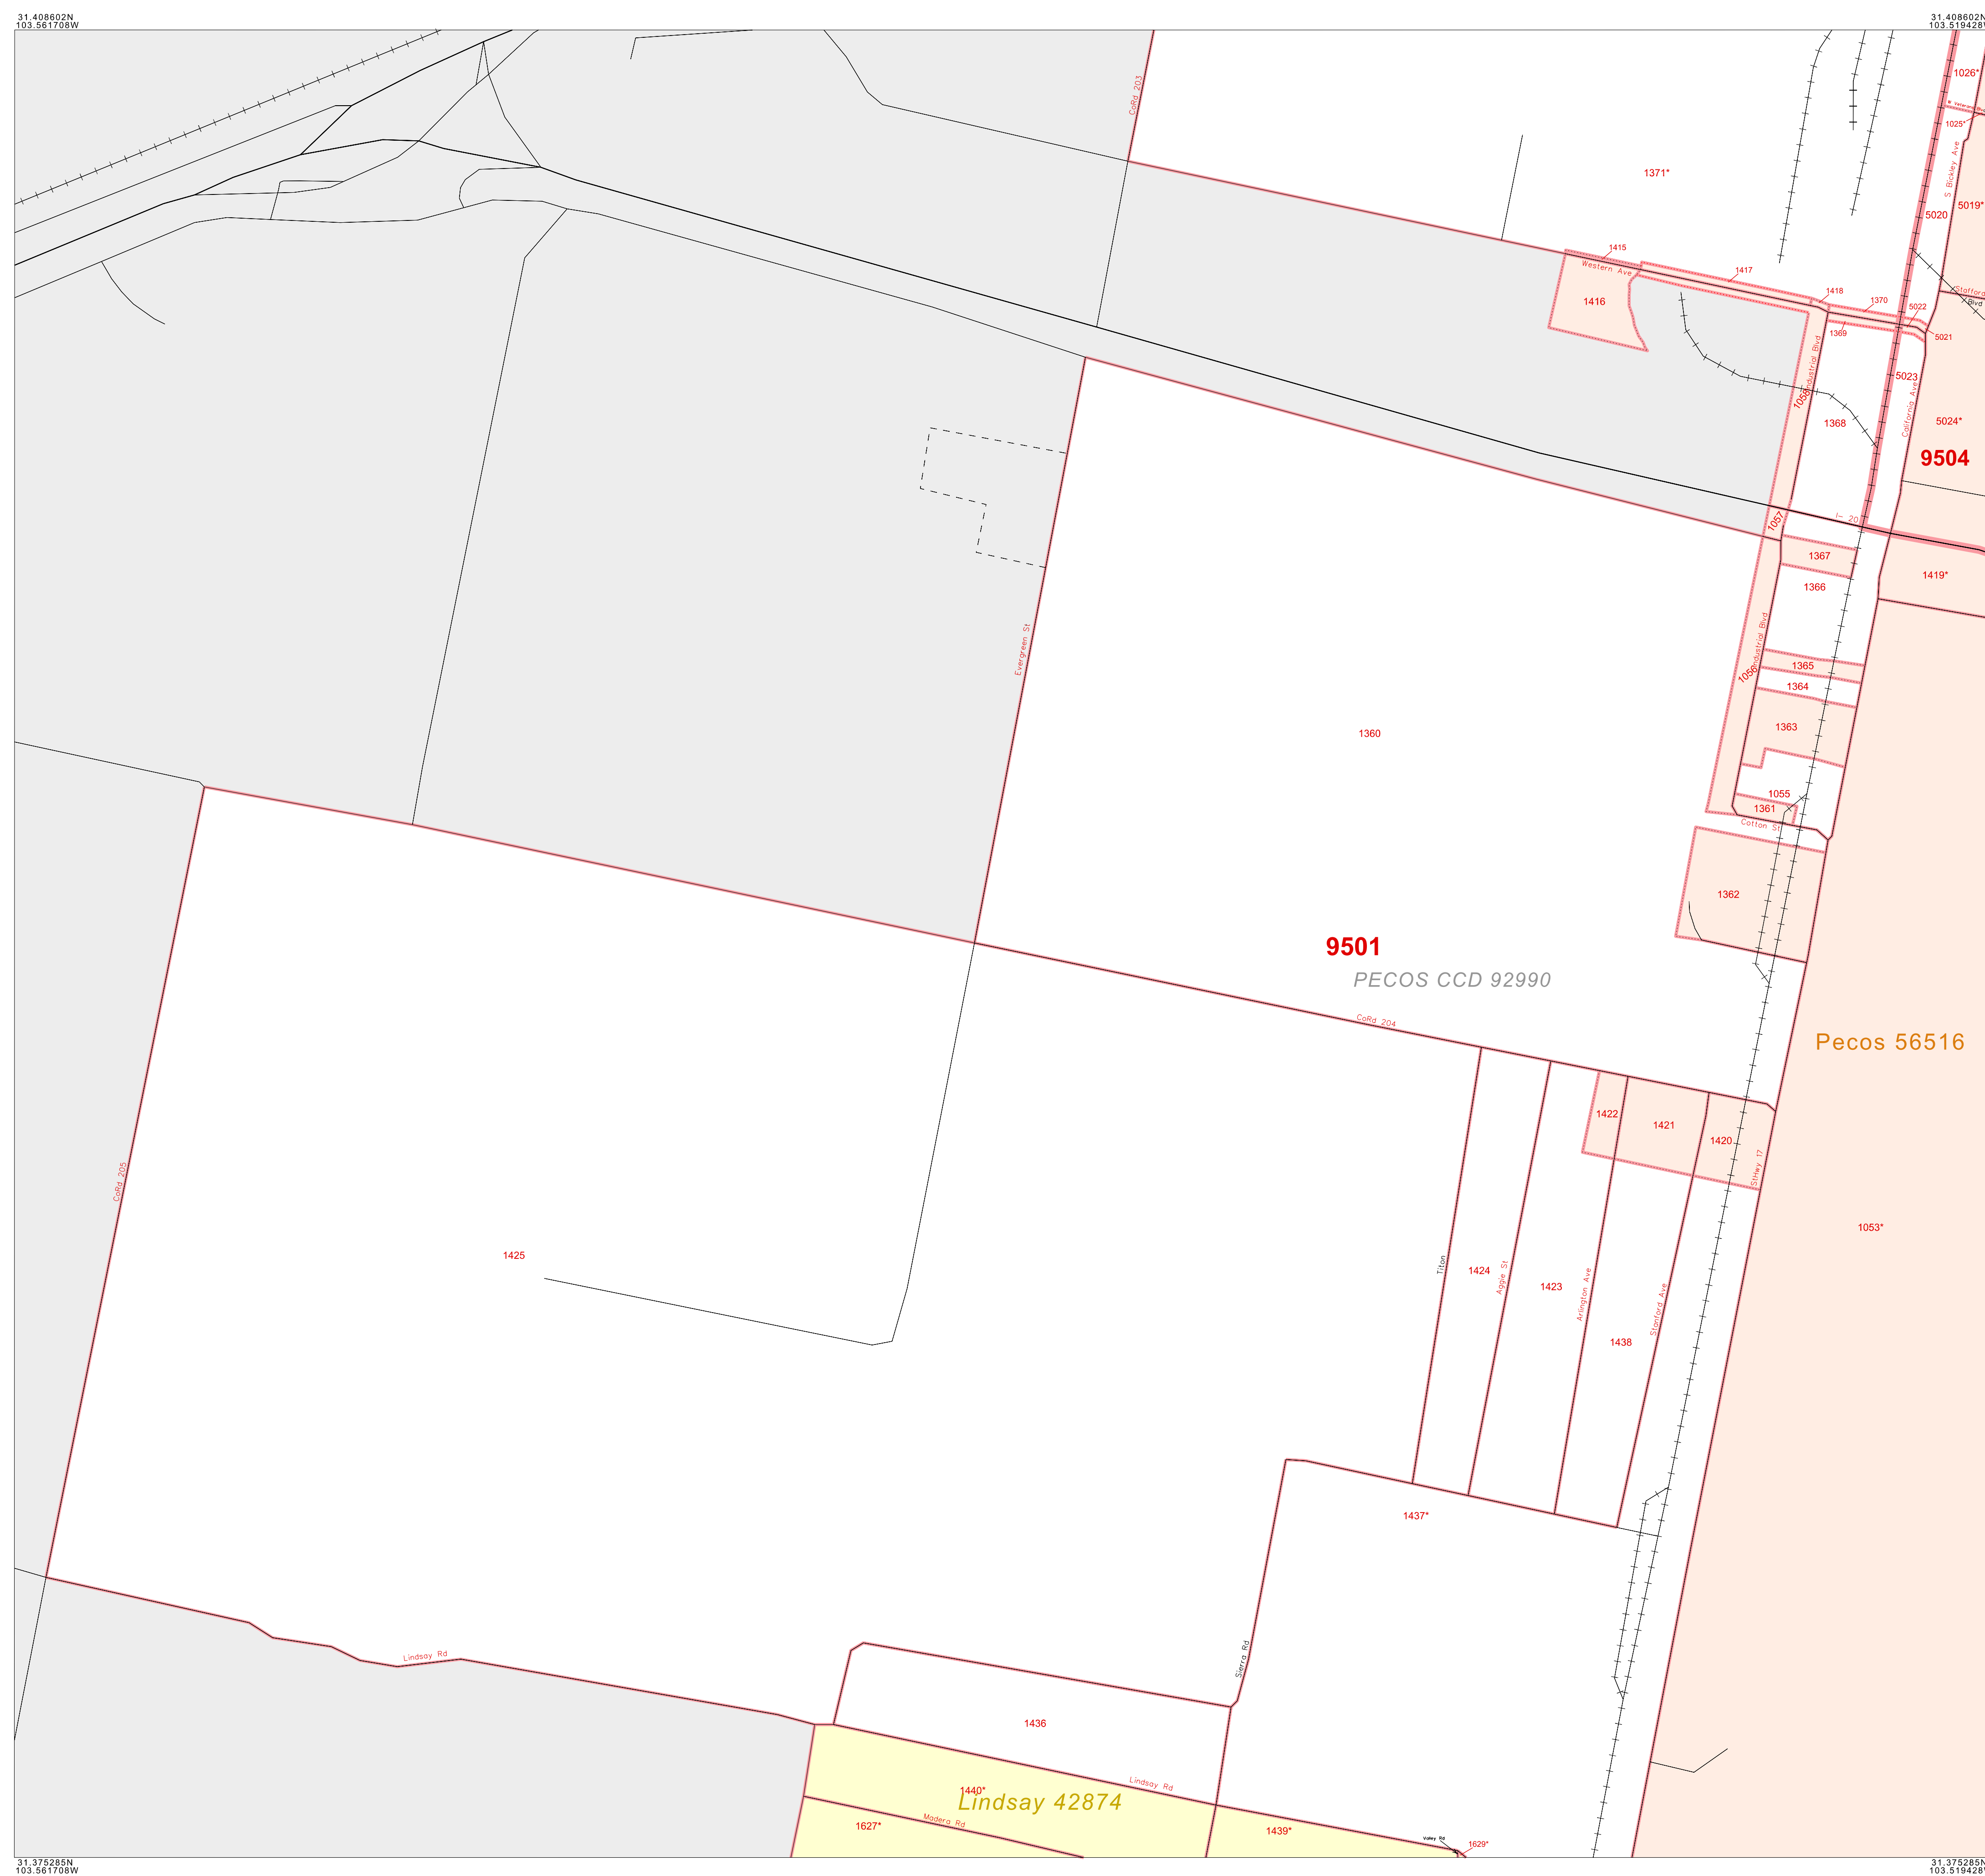 31.408602N
103.561708W
31.408602N
103.519428W
CoRd 203
1026*
1025*
S Bickley Ave
1371*
5019*
5020
1415
Western Ave
1417
1416
1418
1370
5022
Stafford
Blvd
1369
5021
Industrial Blvd
1058
5023
1368
California Ave
5024*
9504
1057
I- 20
1367
1419*
1366
Industrial Blvd
Evergreen St
1365
1056
1364
1363
1360
1055
1361
Cotton St
1362
9501
PECOS CCD 92990
CoRd 204
Pecos 56516
1422
1421
1420
StHwy 17
CoRd 205
1053*
1425
Titon
1424
Aggie St
1423
Arlington Ave
Stanford Ave
1438
1437*
Lindsay Rd
Sierra Rd
1436
Lindsay Rd
1440*
Lindsay 42874
Madera Rd
1627*
1439*
Valley Rd
1629*
31.375285N
103.561708W
31.375285N
103.519428W